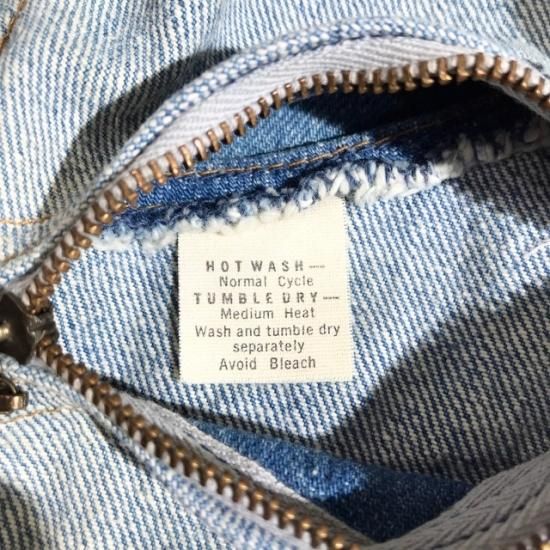 HOT WASH—
Normal Cycle
TUMBLE DRY—
Medium Heat
Wash and tumble dry
separately
Avoid Bleach